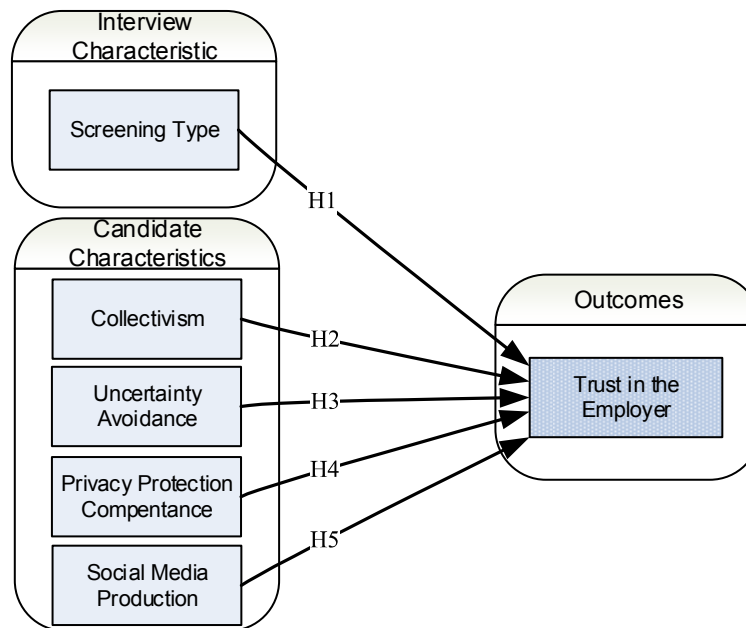 Interview
Characteristic
Screening Type
H1
Candidate
Characteristics
Collectivism
H2
Uncertainty
Avoidance
H3
Privacy Protection
Compentance
H4
Social Media
Production
H5
Outcomes
Trust in the
Employer